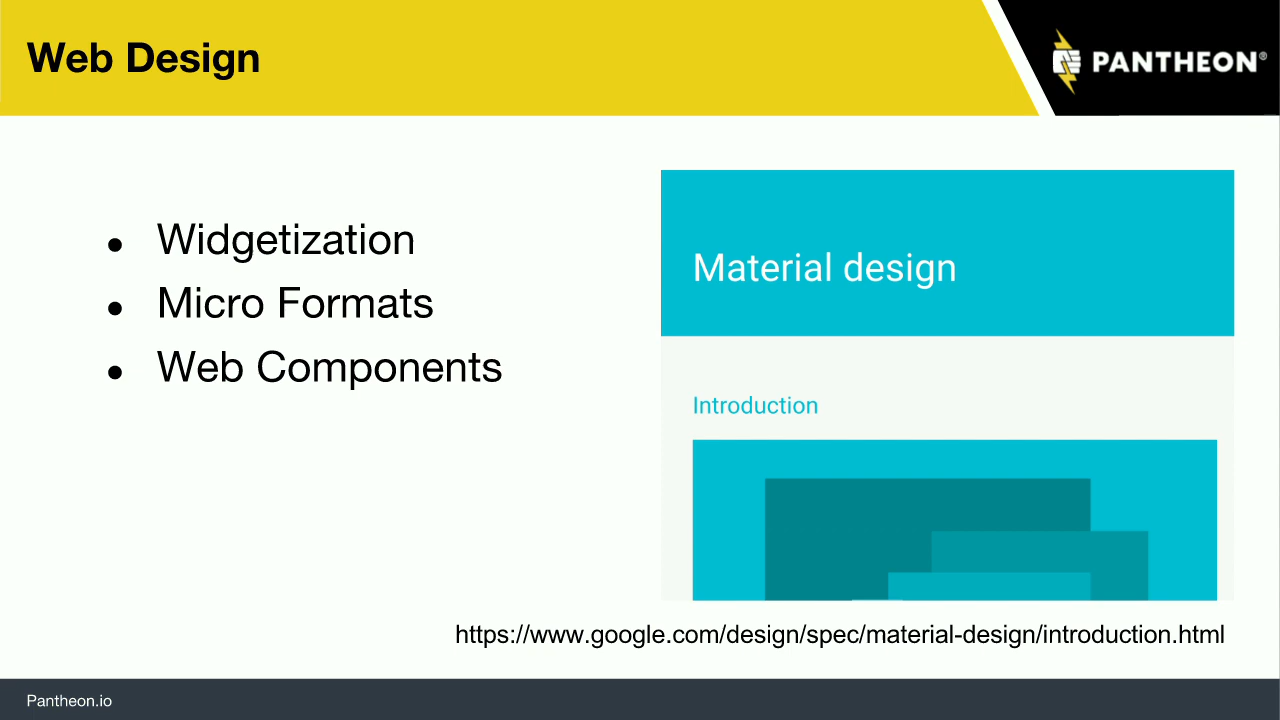 Web Design
PANTHEON®
● Widgetization
● Micro Formats
● Web Components
Material design
Introduction
https://www.google.com/design/spec/material-design/introduction.html
Pantheon.io